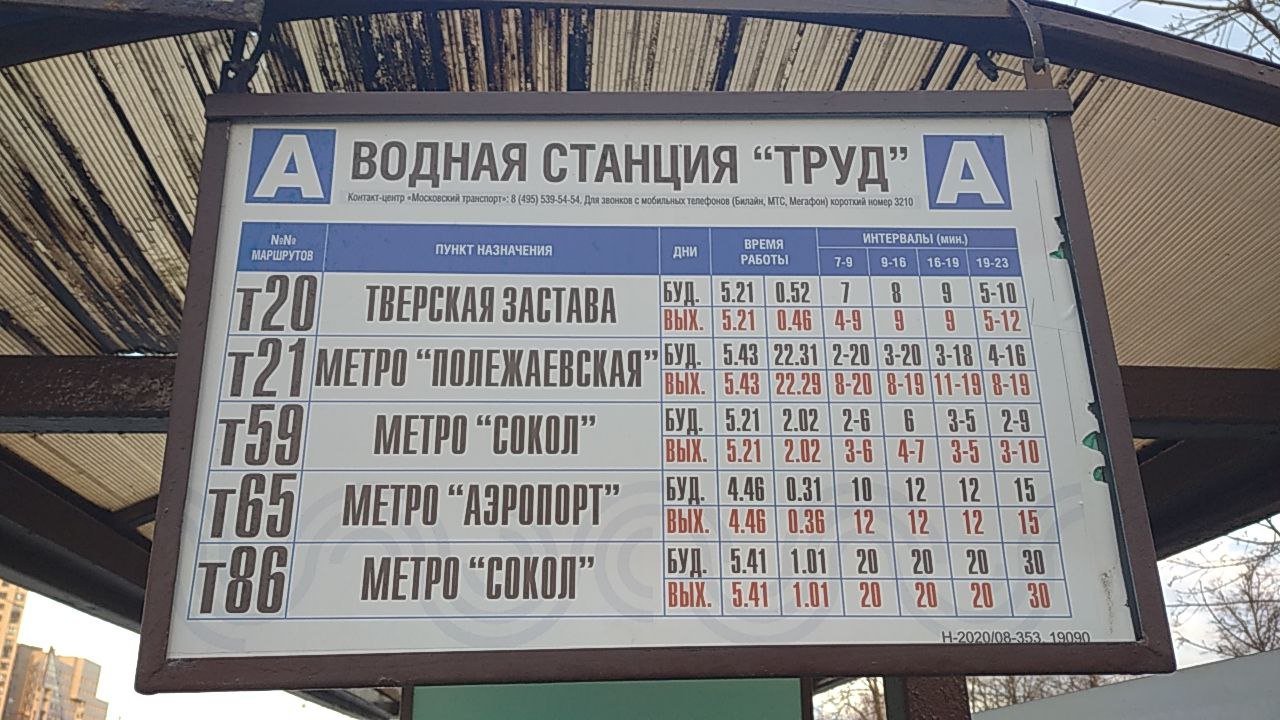 А ВОДНАЯ СТАНЦИЯ “ТРУД” А
Контакт-центр «Московский транспорт»: 8 (495) 539-54-54. Для звонков с мобильных телефонов (Билайн, МТС, Мегафон) короткий номер 3210
№№ МАРШРУТОВ ПУНКТ НАЗНАЧЕНИЯ ДНИ ВРЕМЯ РАБОТЫ ИНТЕРВАЛЫ (мин.)
7-9 9-16 16-19 19-23
т20 ТВЕРСКАЯ ЗАСТАВА БУД. 5.21 0.52 7 8 9 5-10
ВЫХ. 5.21 0.46 4-9 9 9 5-12
т21 МЕТРО “ПОЛЕЖАЕВСКАЯ” БУД. 5.43 22.31 2-20 3-20 3-18 4-16
ВЫХ. 5.43 22.29 8-20 8-19 11-19 8-19
т59 МЕТРО “СОКОЛ” БУД. 5.21 2.02 2-6 6 3-5 2-9
ВЫХ. 5.21 2.02 3-6 4-7 3-5 3-10
т65 МЕТРО “АЭРОПОРТ” БУД. 4.46 0.31 10 12 12 15
ВЫХ. 4.46 0.36 12 12 12 15
т86 МЕТРО “СОКОЛ” БУД. 5.41 1.01 20 20 20 30
ВЫХ. 5.41 1.01 20 20 20 30
Н-2020/08-353_19090